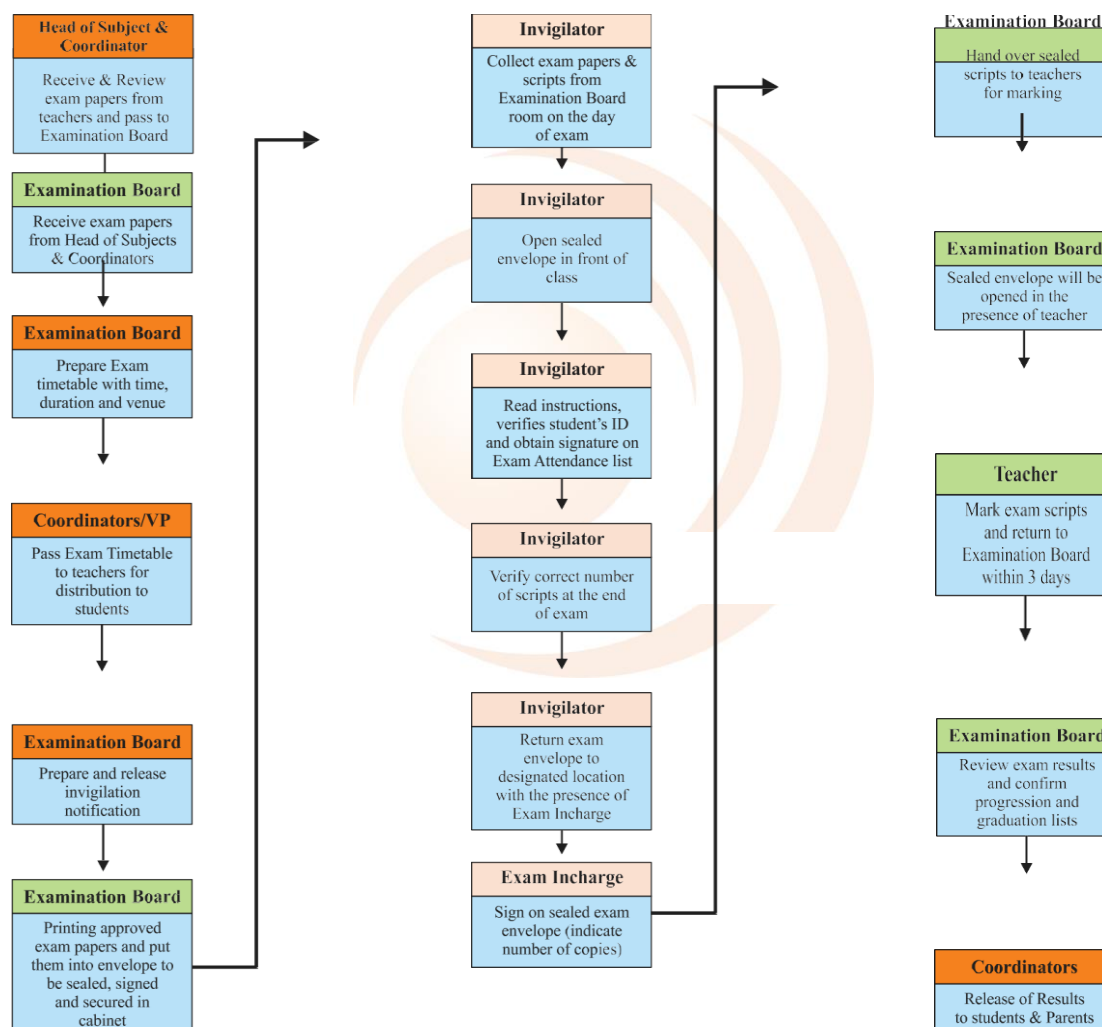 Head of Subject &
Coordinator
Receive & Review
exam papers from
teachers and pass to
Examination Board
Examination Board
Receive exam papers
from Head of Subjects
& Coordinators
Examination Board
Prepare Exam
timetable with time,
duration and venue
Coordinators/VP
Pass Exam Timetable
to teachers for
distribution to
students
Examination Board
Prepare and release
invigilation
notification
Examination Board
Printing approved
exam papers and put
them into envelope to
be sealed, signed
and secured in
cabinet
Invigilator
Collect exam papers &
scripts from
Examination Board
room on the day
of exam
Invigilator
Open sealed
envelope in front of
class
Invigilator
Read instructions,
verifies student’s ID
and obtain signature on
Exam Attendance list
Invigilator
Verify correct number
of scripts at the end
of exam
Invigilator
Return exam
envelope to
designated location
with the presence of
Exam Incharge
Exam Incharge
Sign on sealed exam
envelope (indicate
number of copies)
Examination Board
Hand over sealed
scripts to teachers
for marking
Examination Board
Sealed envelope will be
opened in the
presence of teacher
Teacher
Mark exam scripts
and return to
Examination Board
within 3 days
Examination Board
Review exam results
and confirm
progression and
graduation lists
Coordinators
Release of Results
to students & Parents